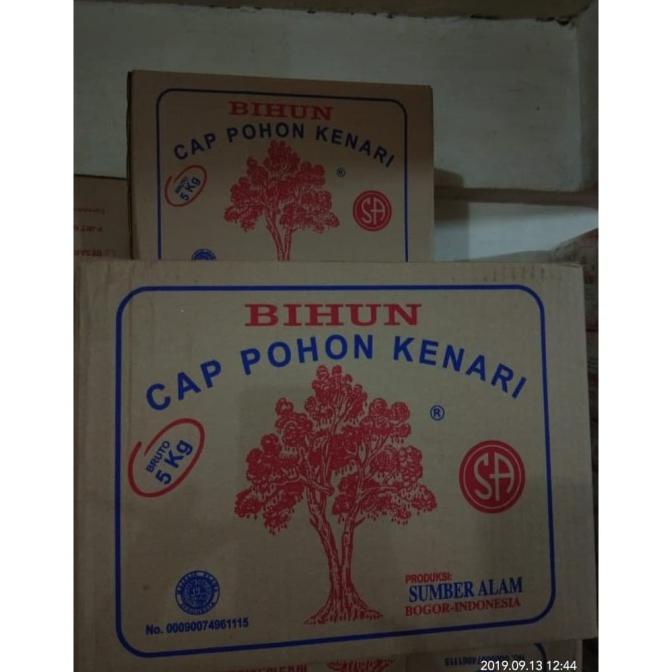 BIHUN
CAP POHON KENARI
BRUTO
5 Kg
®
SA
BIHUN
CAP POHON KENARI
®
BRUTO
5 Kg
SA
PRODUKSI:
SUMBER ALAM
BOGOR-INDONESIA
No. 00090074961115
2019.09.13 12:44